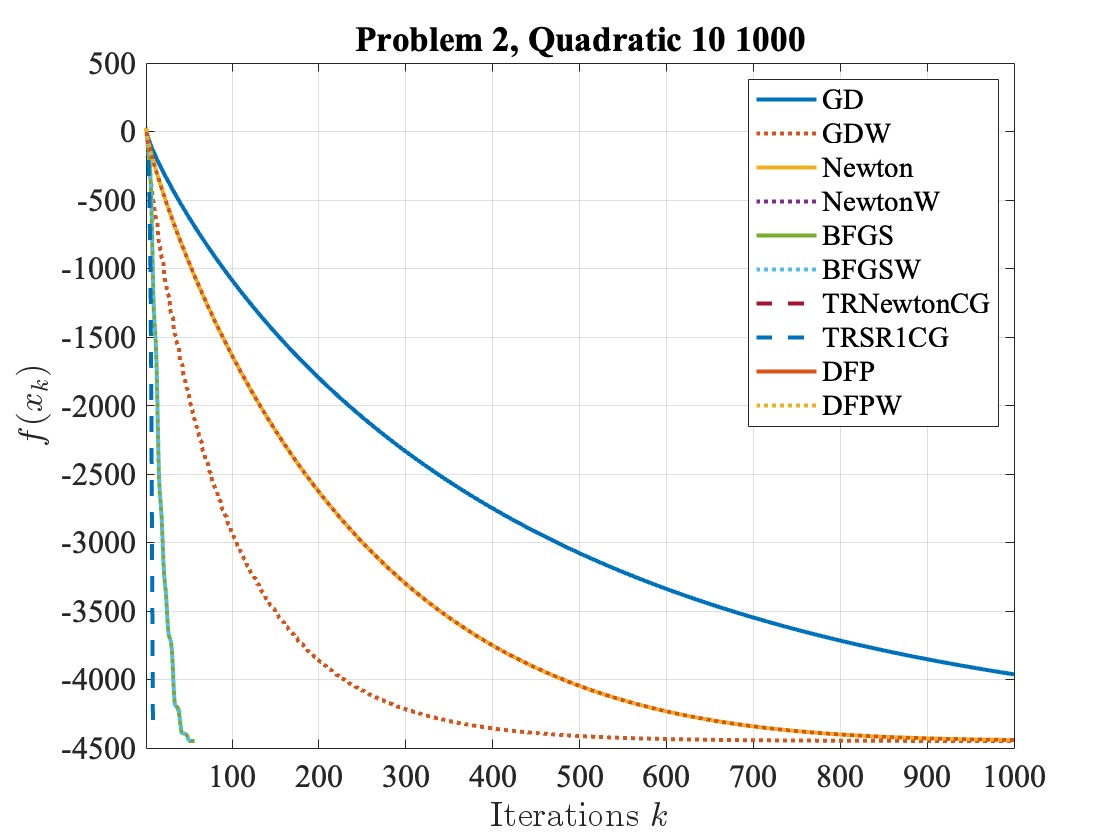 Problem 2, Quadratic 10 1000
500
0
-500
-1000
-1500
-2000
-2500
-3000
-3500
-4000
-4500
f(x_k)
GD
GDW
Newton
NewtonW
BFGS
BFGSW
TRNewtonCG
TRSR1CG
DFP
DFPW
100 200 300 400 500 600 700 800 900 1000
Iterations k